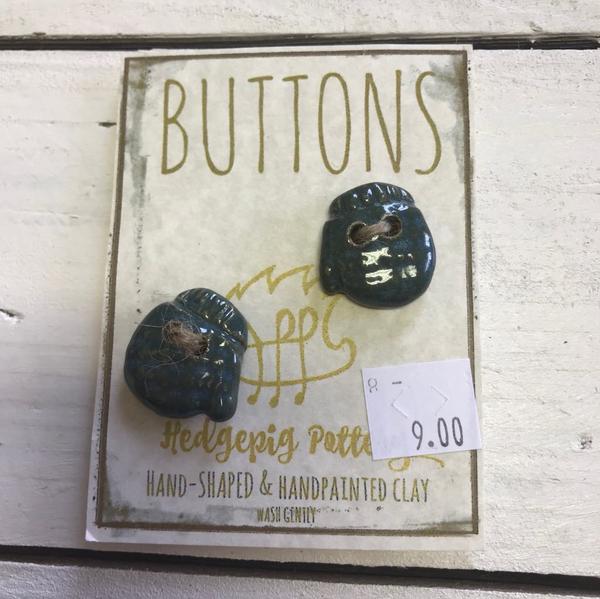 BUTTONS
9.00
Hedgepig Pottery
HAND-SHAPED & HANDPAINTED CLAY
WASH GENTLY